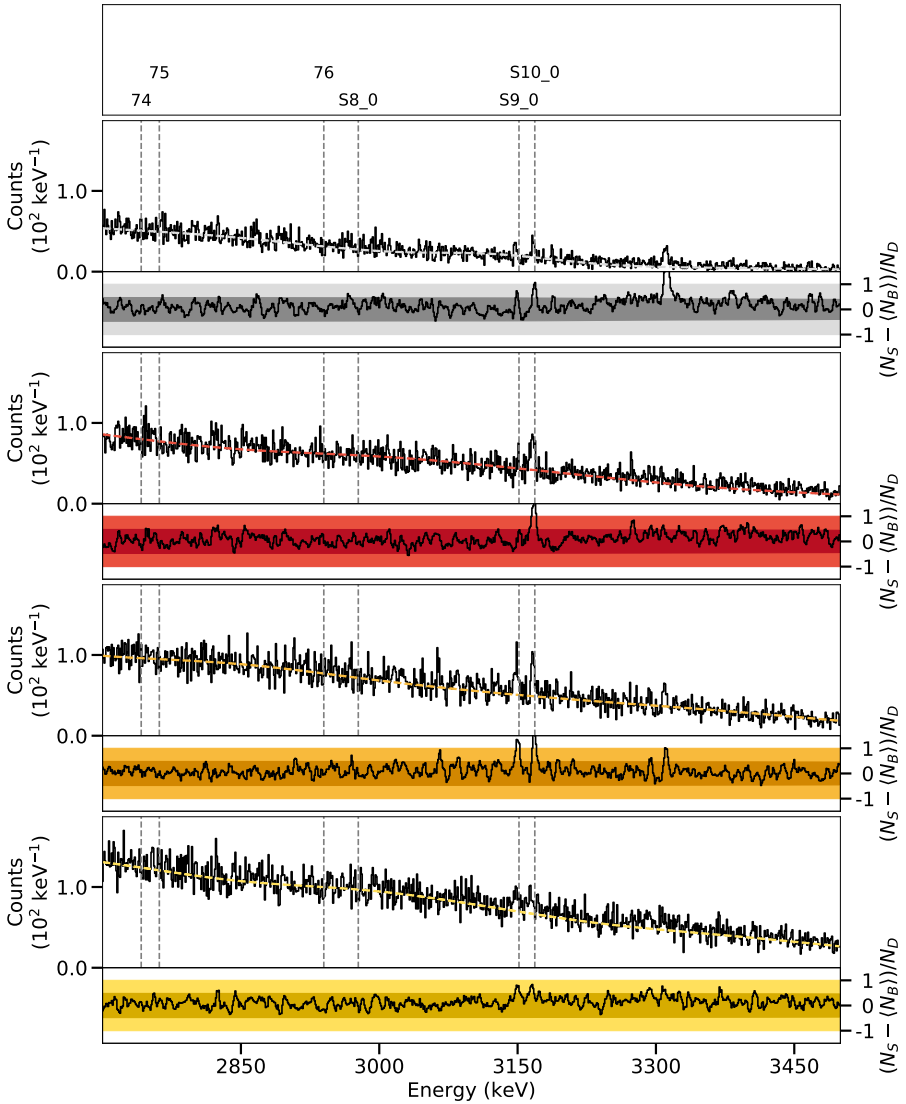 75 76 S10_0
74 S8_0 S9_0
Counts
(10² keV⁻¹)
1.0
0.0
1
0
-1
(N_S − ⟨N_B⟩)/N_D
Counts
(10² keV⁻¹)
1.0
0.0
1
0
-1
(N_S − ⟨N_B⟩)/N_D
Counts
(10² keV⁻¹)
1.0
0.0
1
0
-1
(N_S − ⟨N_B⟩)/N_D
Counts
(10² keV⁻¹)
1.0
0.0
1
0
-1
(N_S − ⟨N_B⟩)/N_D
2850 3000 3150 3300 3450
Energy (keV)